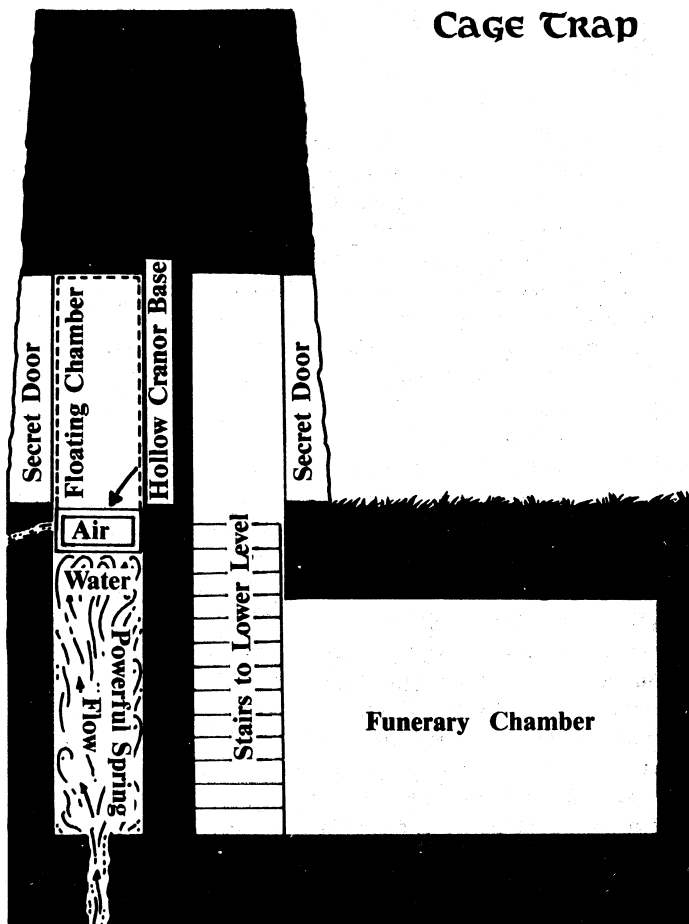 Cage Trap
Secret Door
Floating Chamber
Hollow Cranor Base
Secret Door
Air
Water
Powerful Spring
Flow
Stairs to Lower Level
Funerary Chamber